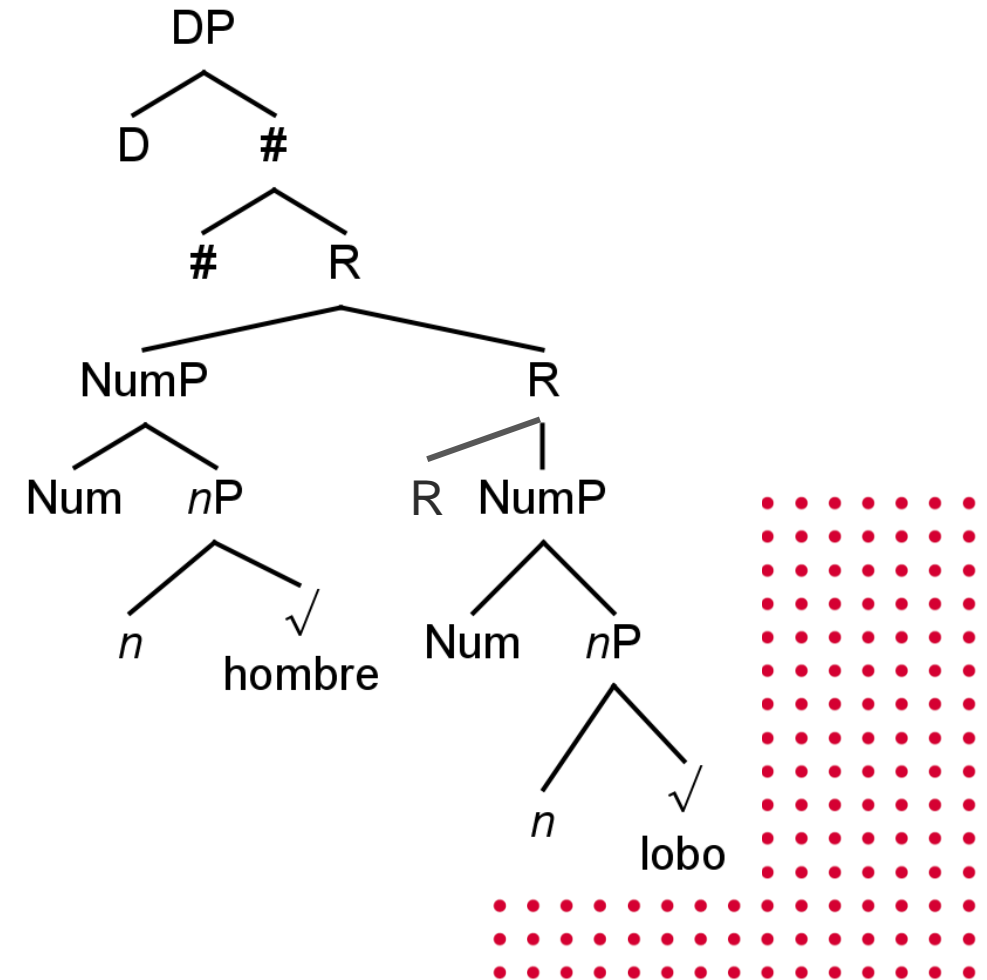 DP
D #
# R
NumP R
Num nP R NumP
n √ Num nP
hombre
n √
lobo